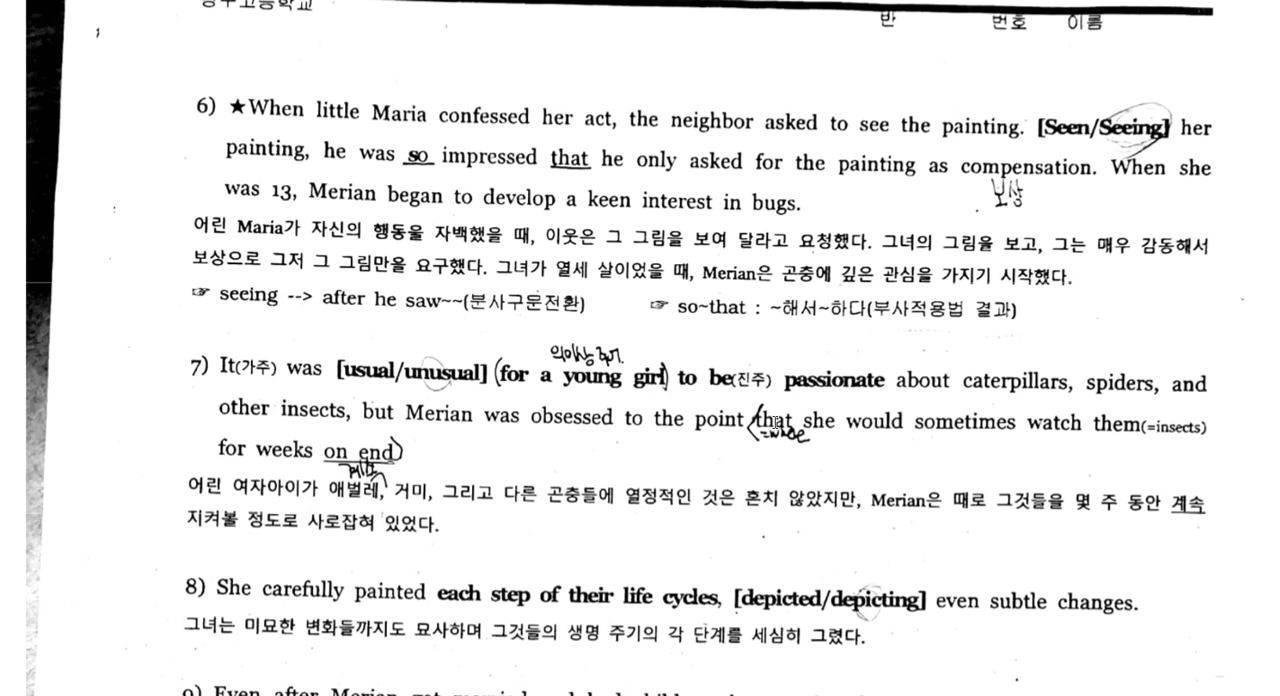 반 번호 이름
6) ★When little Maria confessed her act, the neighbor asked to see the painting. [Seen/Seeing] her
painting, he was so impressed that he only asked for the painting as compensation. When she
보상
was 13, Merian began to develop a keen interest in bugs.
어린 Maria가 자신의 행동을 자백했을 때, 이웃은 그 그림을 보여 달라고 요청했다. 그녀의 그림을 보고, 그는 매우 감동해서
보상으로 그저 그 그림만을 요구했다. 그녀가 열세 살이었을 때, Merian은 곤충에 깊은 관심을 가지기 시작했다.
☞ seeing --> after he saw~~(분사구문전환) ☞ so~that : ~해서~하다(부사적용법 결과)
의미상 주어
7) It(가주) was [usual/unusual] (for a young girl) to be(진주) passionate about caterpillars, spiders, and
other insects, but Merian was obsessed to the point that she would sometimes watch them(=insects)
for weeks on end
어린 여자아이가 애벌레, 거미, 그리고 다른 곤충들에 열정적인 것은 흔치 않았지만, Merian은 때로 그것들을 몇 주 동안 계속
지켜볼 정도로 사로잡혀 있었다.
8) She carefully painted each step of their life cycles, [depicted/depicting] even subtle changes.
그녀는 미묘한 변화들까지도 묘사하며 그것들의 생명 주기의 각 단계를 세심히 그렸다.